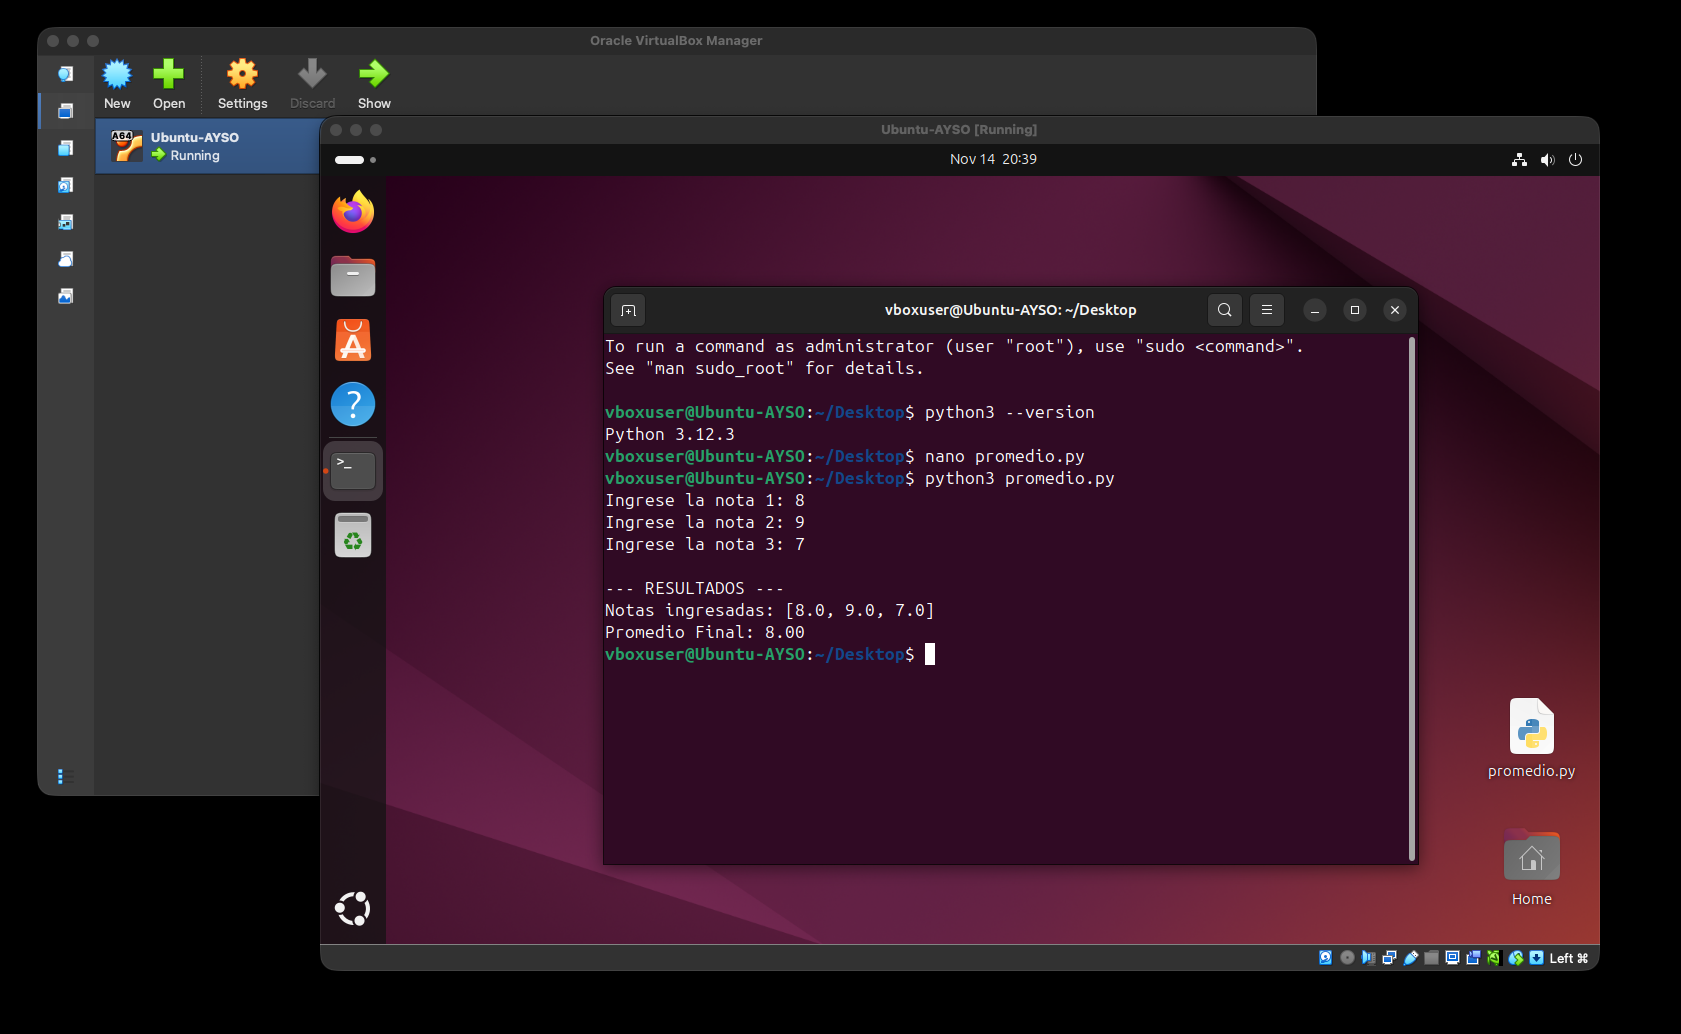 Oracle VirtualBox Manager
New
Open
Settings
Discard
Show
A64
Ubuntu-AYSO
Running
Ubuntu-AYSO [Running]
Nov 14 20:39
vboxuser@Ubuntu-AYSO: ~/Desktop
To run a command as administrator (user "root"), use "sudo <command>".
See "man sudo_root" for details.
vboxuser@Ubuntu-AYSO:~/Desktop$ python3 --version
Python 3.12.3
vboxuser@Ubuntu-AYSO:~/Desktop$ nano promedio.py
vboxuser@Ubuntu-AYSO:~/Desktop$ python3 promedio.py
Ingrese la nota 1: 8
Ingrese la nota 2: 9
Ingrese la nota 3: 7
--- RESULTADOS ---
Notas ingresadas: [8.0, 9.0, 7.0]
Promedio Final: 8.00
vboxuser@Ubuntu-AYSO:~/Desktop$
promedio.py
Home
Left ⌘